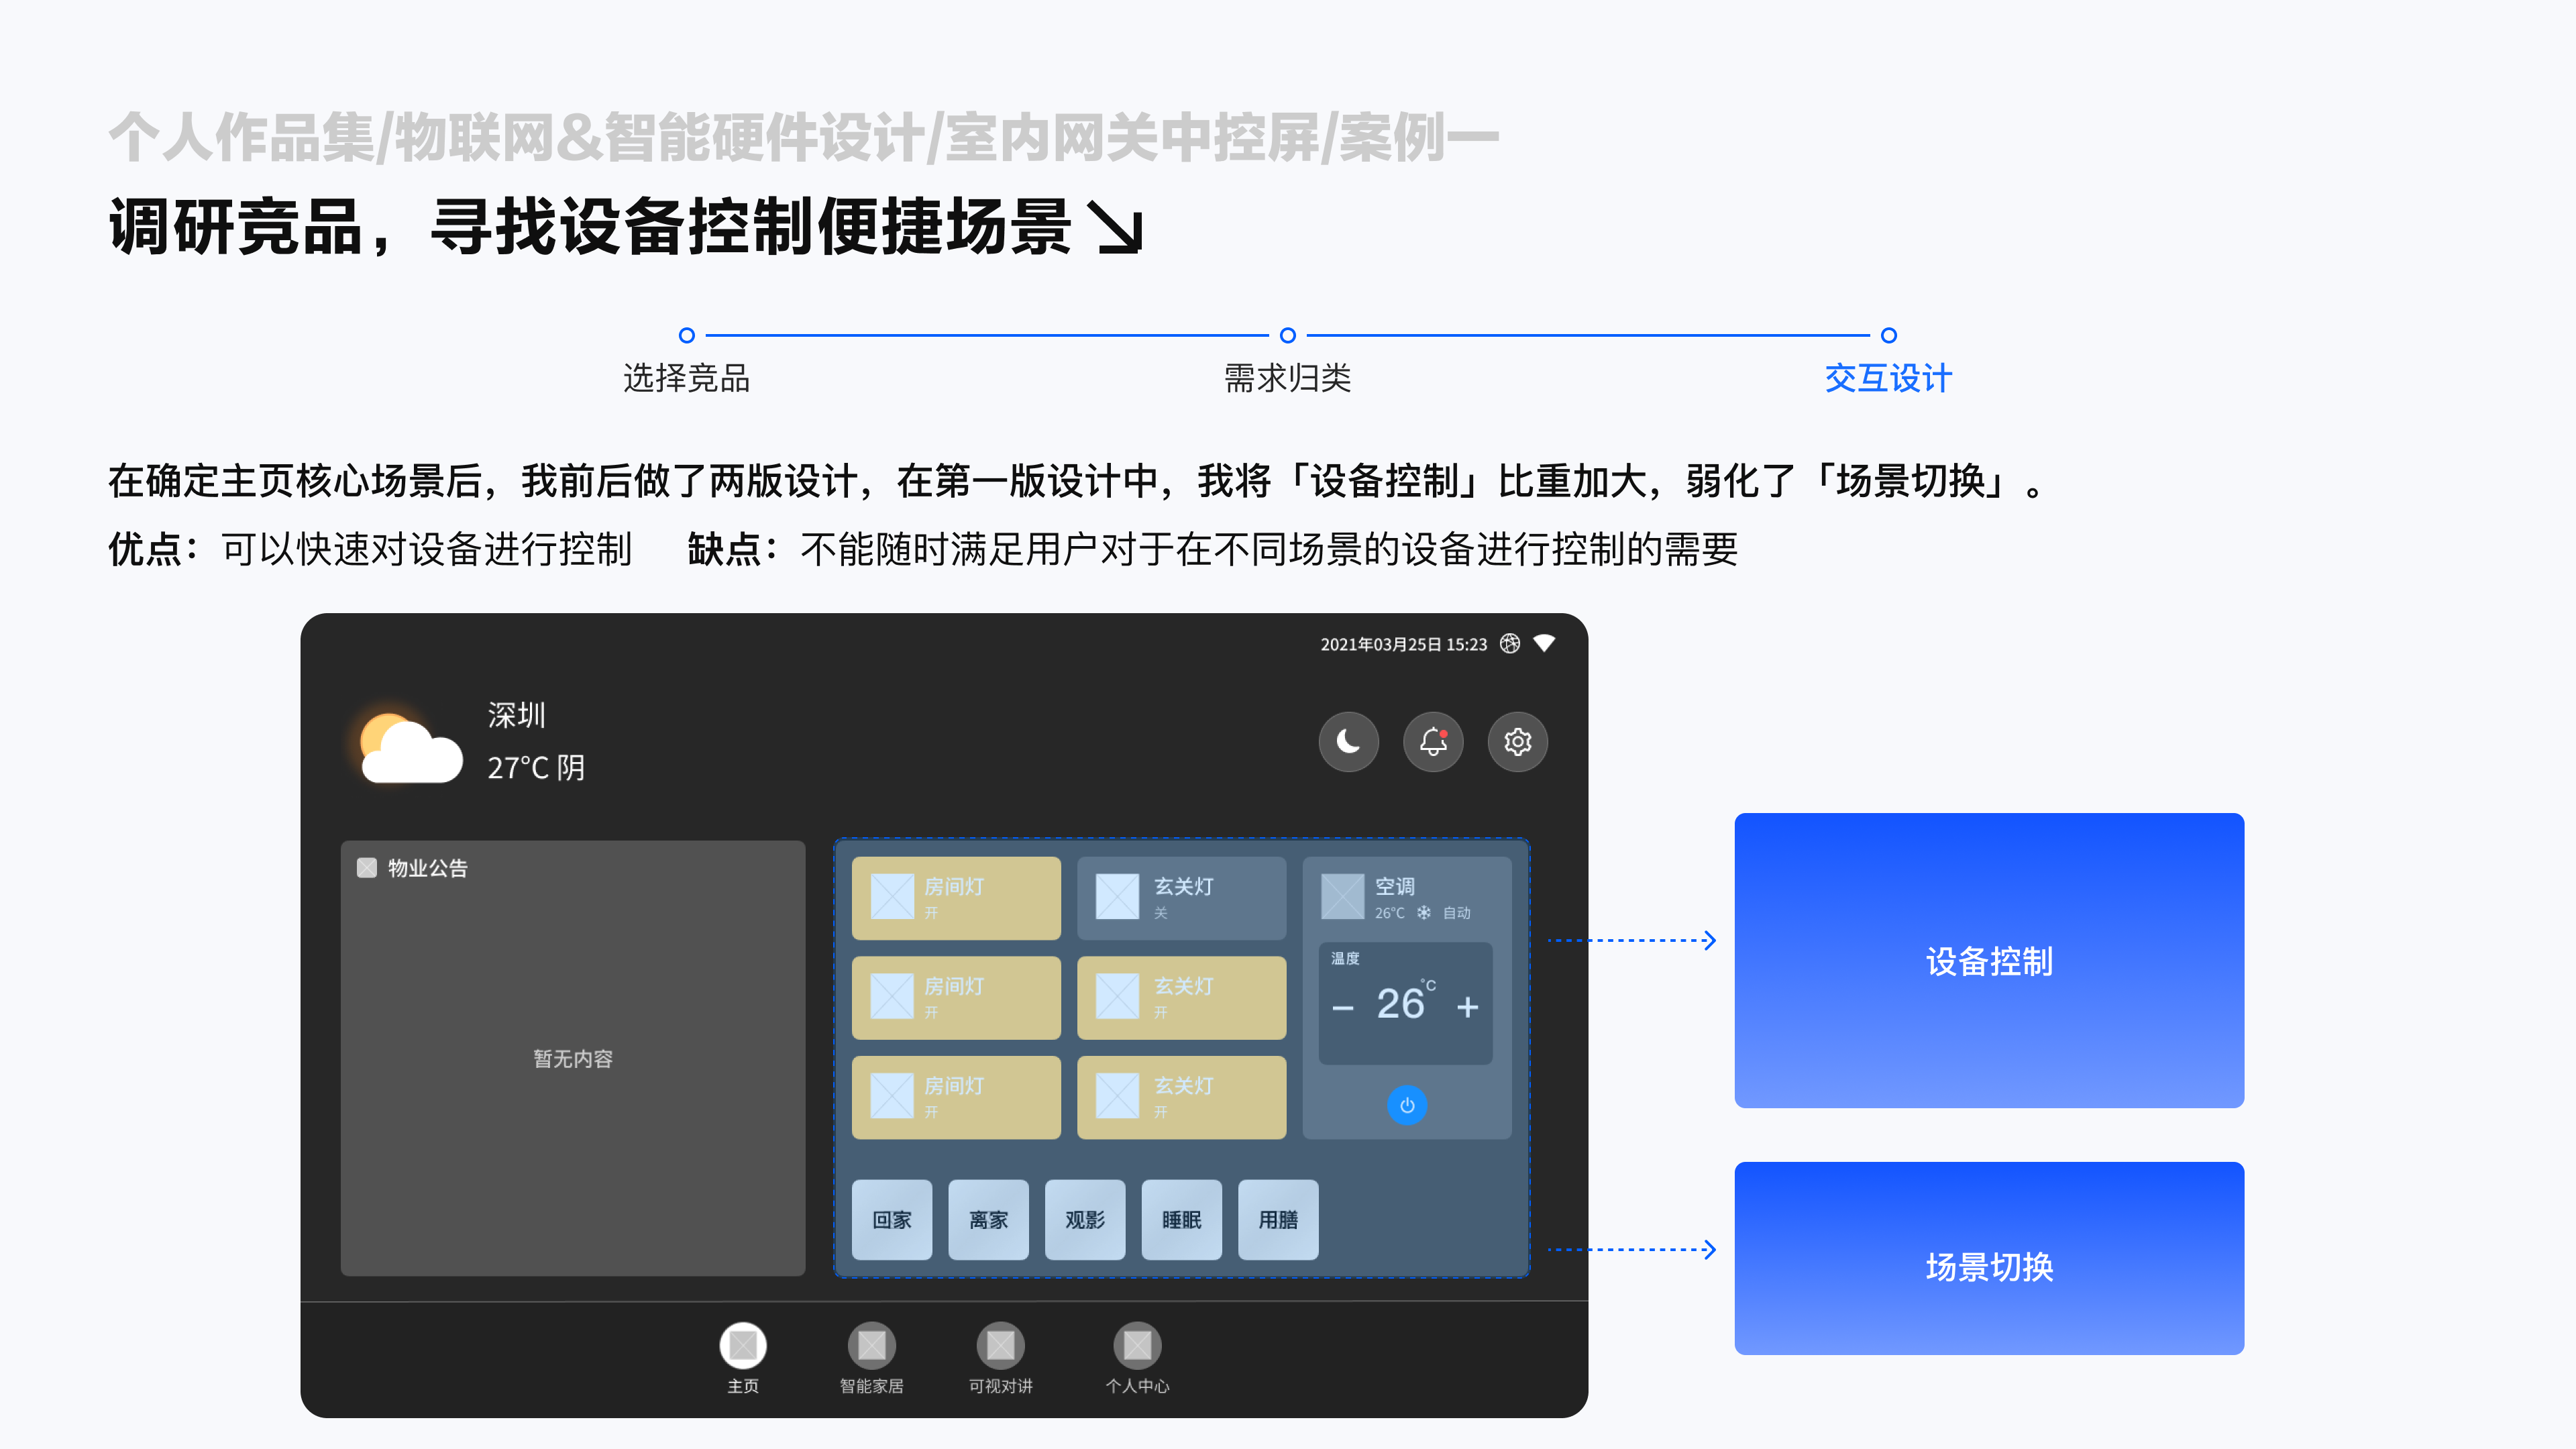 个人作品集/物联网&智能硬件设计/室内网关中控屏/案例一
调研竞品，寻找设备控制便捷场景
选择竞品
需求归类
交互设计
在确定主页核心场景后，我前后做了两版设计，在第一版设计中，我将「设备控制」比重加大，弱化了「场景切换」。
优点：可以快速对设备进行控制 缺点：不能随时满足用户对于在不同场景的设备进行控制的需要
2021年03月25日 15:23
深圳
27°C 阴
物业公告
暂无内容
房间灯
开
玄关灯
关
空调
26°C 自动
房间灯
开
玄关灯
开
温度
− 26°C +
房间灯
开
玄关灯
开
回家
离家
观影
睡眠
用膳
设备控制
场景切换
主页
智能家居
可视对讲
个人中心